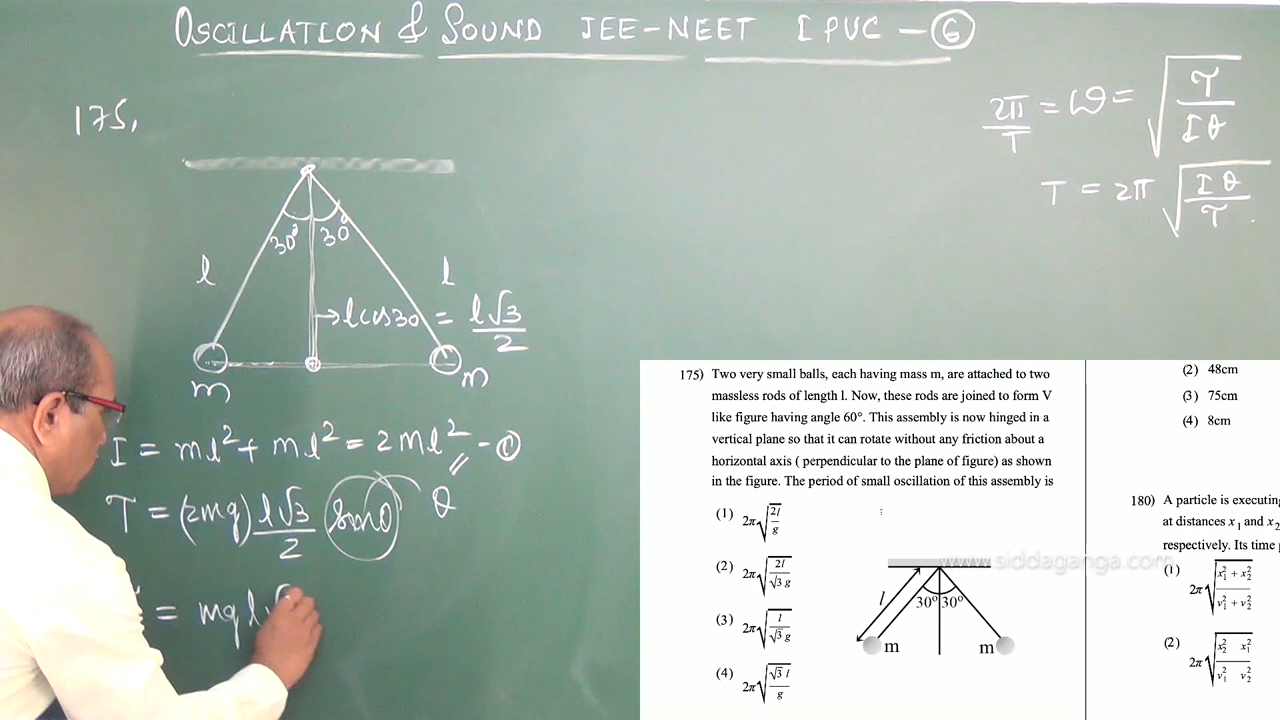 OSCILLATION & SOUND JEE-NEET I PUC – 6
175,
2π/T = ω = √(τ/Iθ)
T = 2π √(Iθ/τ)
30° 30°
l l
→ l cos30 = l√3/2
m m
I = ml² + ml² = 2ml² – ①
τ = (2mg) l√3/2 (sinθ) θ
= mg l
175) Two very small balls, each having mass m, are attached to two
massless rods of length l. Now, these rods are joined to form V
like figure having angle 60°. This assembly is now hinged in a
vertical plane so that it can rotate without any friction about a
horizontal axis ( perpendicular to the plane of figure) as shown
in the figure. The period of small oscillation of this assembly is
(1) 2π√(2l/g)
(2) 2π√(2l/√3 g)
(3) 2π√(l/√3 g)
(4) 2π√(√3 l/g)
www.siddaganga.com
l 30° 30°
m m
(2) 48cm
(3) 75cm
(4) 8cm
180) A particle is executing
at distances x₁ and x₂
respectively. Its time
(1) 2π√((x₁² + x₂²)/(v₁² + v₂²))
(2) 2π√((x₂² x₁²)/(v₁² v₂²))